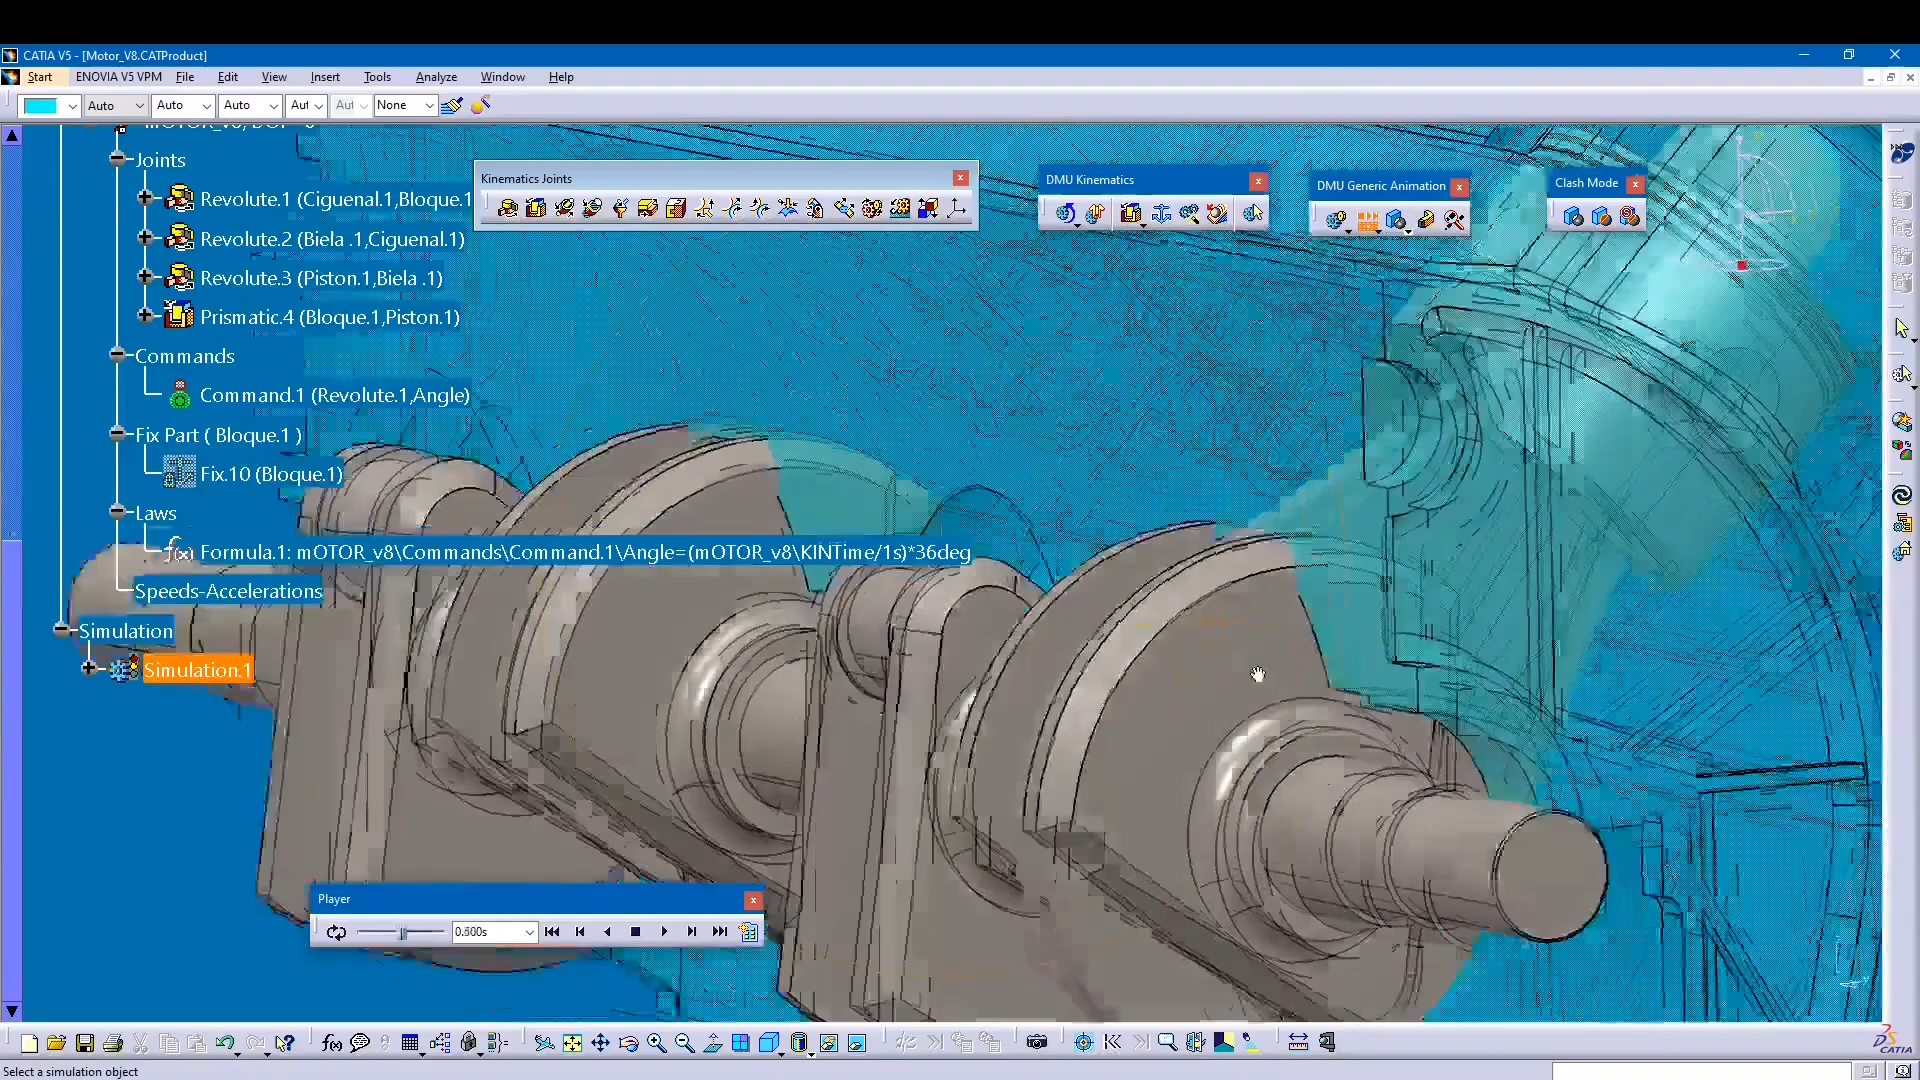 CATIA V5 - [Motor_V8.CATProduct]
Start ENOVIA V5 VPM File Edit View Insert Tools Analyze Window Help
Auto Auto Auto Aut Aut None
Joints
Revolute.1 (Ciguenal.1,Bloque.1
Revolute.2 (Biela .1,Ciguenal.1)
Revolute.3 (Piston.1,Biela .1)
Prismatic.4 (Bloque.1,Piston.1)
Commands
Command.1 (Revolute.1,Angle)
Fix Part ( Bloque.1 )
Fix.10 (Bloque.1)
Laws
f(x) Formula.1: mOTOR_v8\Commands\Command.1\Angle=(mOTOR_v8\KINTime/1s)*36deg
Speeds-Accelerations
Simulation
Simulation.1
Kinematics Joints
DMU Kinematics
DMU Generic Animation
Clash Mode
Player
Select a simulation object
CATIA